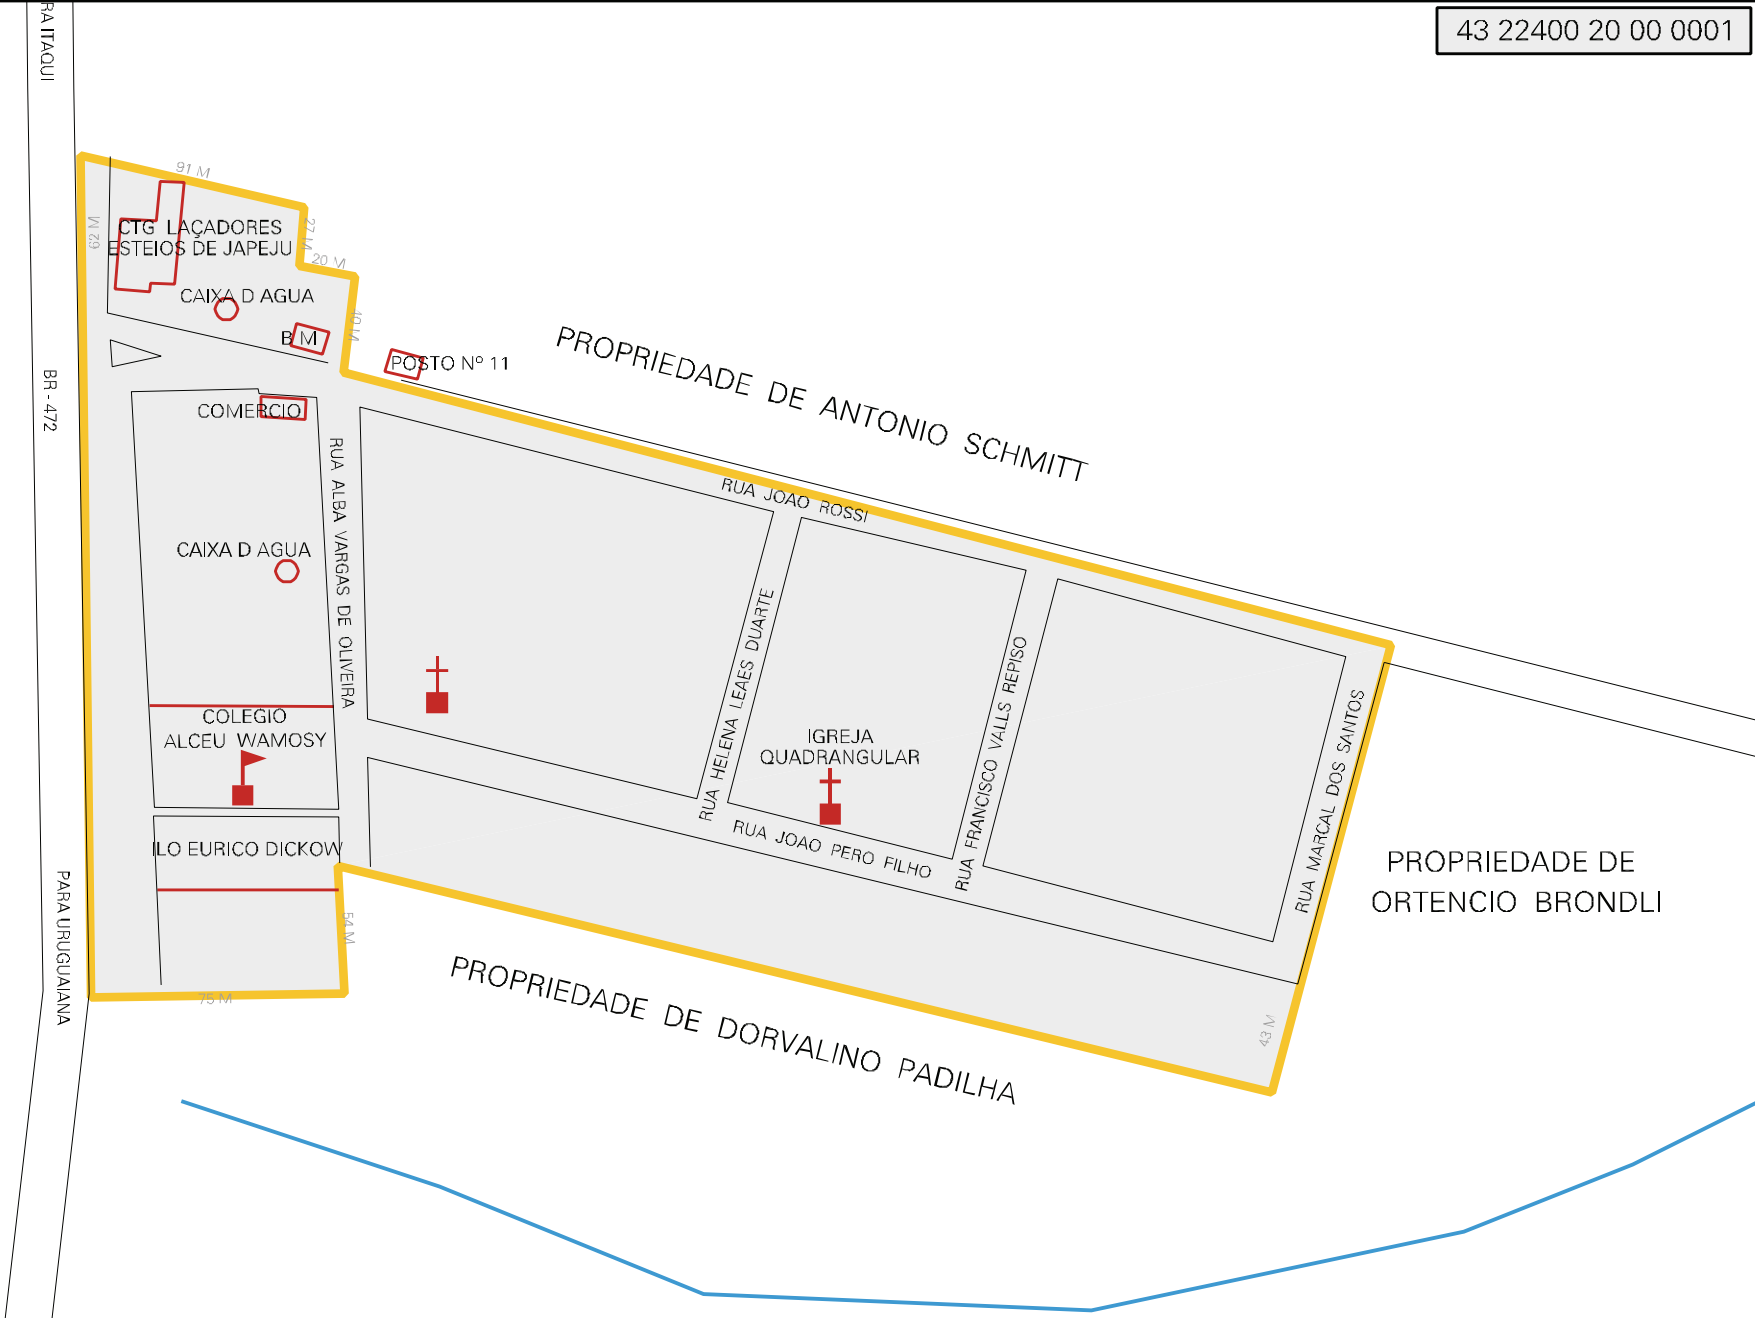 43 22400 20 00 0001
RA ITAQUI
91 M
62 M
CTG LAÇADORES
ESTEIOS DE JAPEJU
27 M
20 M
CAIXA D AGUA
B M
10 M
POSTO Nº 11
PROPRIEDADE DE ANTONIO SCHMITT
BR - 472
COMERCIO
RUA ALBA VARGAS DE OLIVEIRA
RUA JOAO ROSSI
CAIXA D AGUA
RUA HELENA LEAES DUARTE
RUA FRANCISCO VALLS REPISO
RUA MARCAL DOS SANTOS
COLEGIO
ALCEU WAMOSY
IGREJA
QUADRANGULAR
RUA JOAO PERO FILHO
ILO EURICO DICKOW
PROPRIEDADE DE
ORTENCIO BRONDLI
PARA URUGUAIANA
54 M
75 M
PROPRIEDADE DE DORVALINO PADILHA
43 M